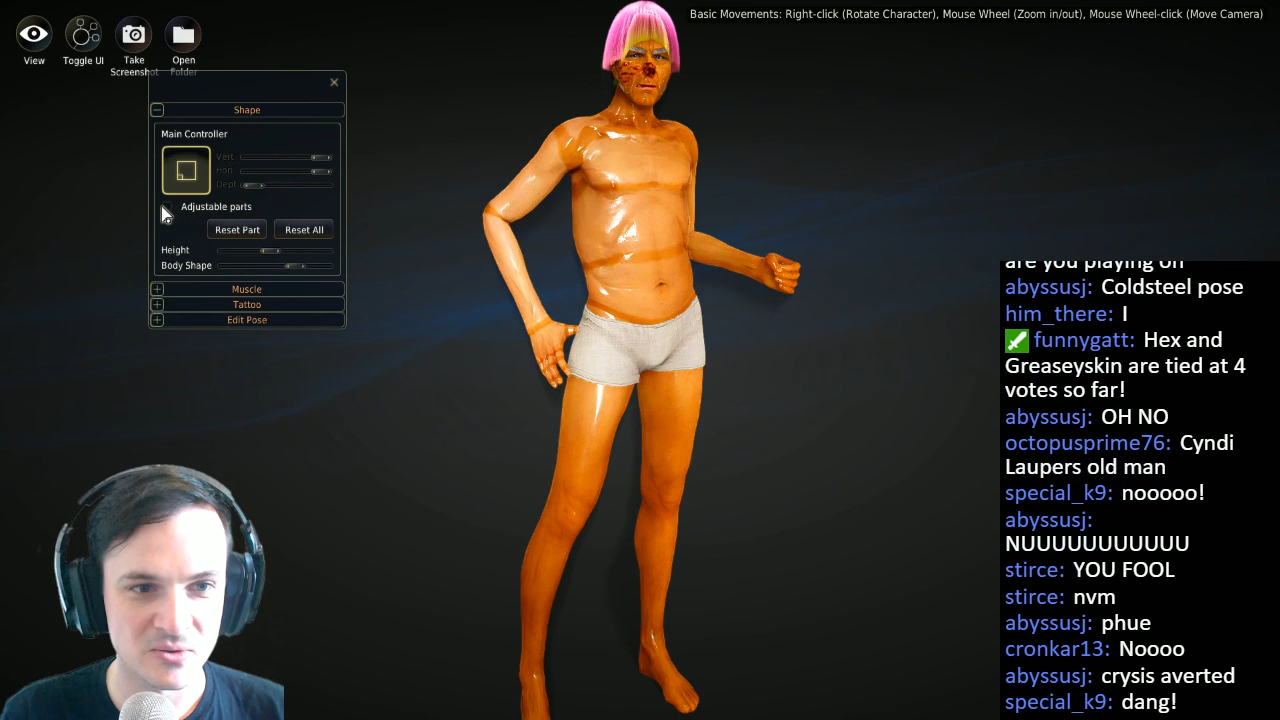 Basic Movements: Right-click (Rotate Character), Mouse Wheel (Zoom in/out), Mouse Wheel-click (Move Camera)
View
Toggle UI
Take Screenshot
Open Folder
Shape
Main Controller
Vert
Hori
Dept
Adjustable parts
Reset Part
Reset All
Height
Body Shape
Muscle
Tattoo
Edit Pose
are you playing on
abyssusj: Coldsteel pose
him_there: I
funnygatt: Hex and
Greaseyskin are tied at 4
votes so far!
abyssusj: OH NO
octopusprime76: Cyndi
Laupers old man
special_k9: nooooo!
abyssusj:
NUUUUUUUUUUU
stirce: YOU FOOL
stirce: nvm
abyssusj: phue
cronkar13: Noooo
abyssusj: crysis averted
special_k9: dang!